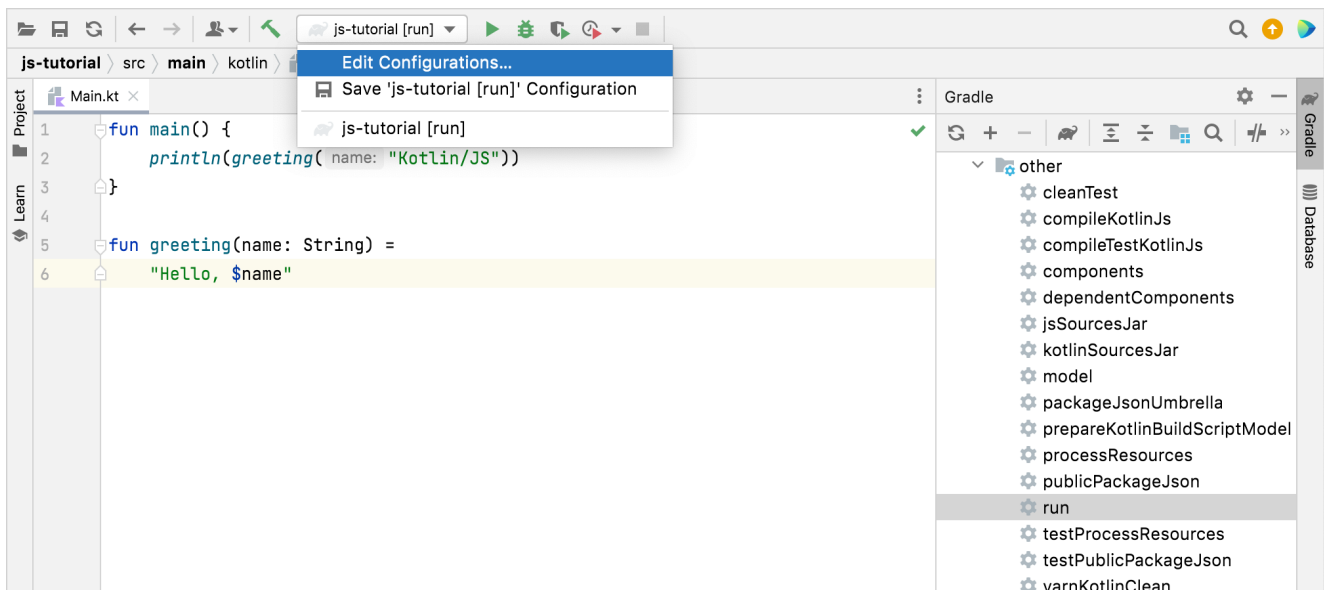 js-tutorial [run]
js-tutorial 〉 src 〉 main 〉 kotlin 〉
Edit Configurations...
Save 'js-tutorial [run]' Configuration
js-tutorial [run]
Project
Learn
Main.kt
1 fun main() {
2 println(greeting( name: "Kotlin/JS"))
3 }
4
5 fun greeting(name: String) =
6 "Hello, $name"
Gradle
other
cleanTest
compileKotlinJs
compileTestKotlinJs
components
dependentComponents
jsSourcesJar
kotlinSourcesJar
model
packageJsonUmbrella
prepareKotlinBuildScriptModel
processResources
publicPackageJson
run
testProcessResources
testPublicPackageJson
yarnKotlinClean
Gradle
Database